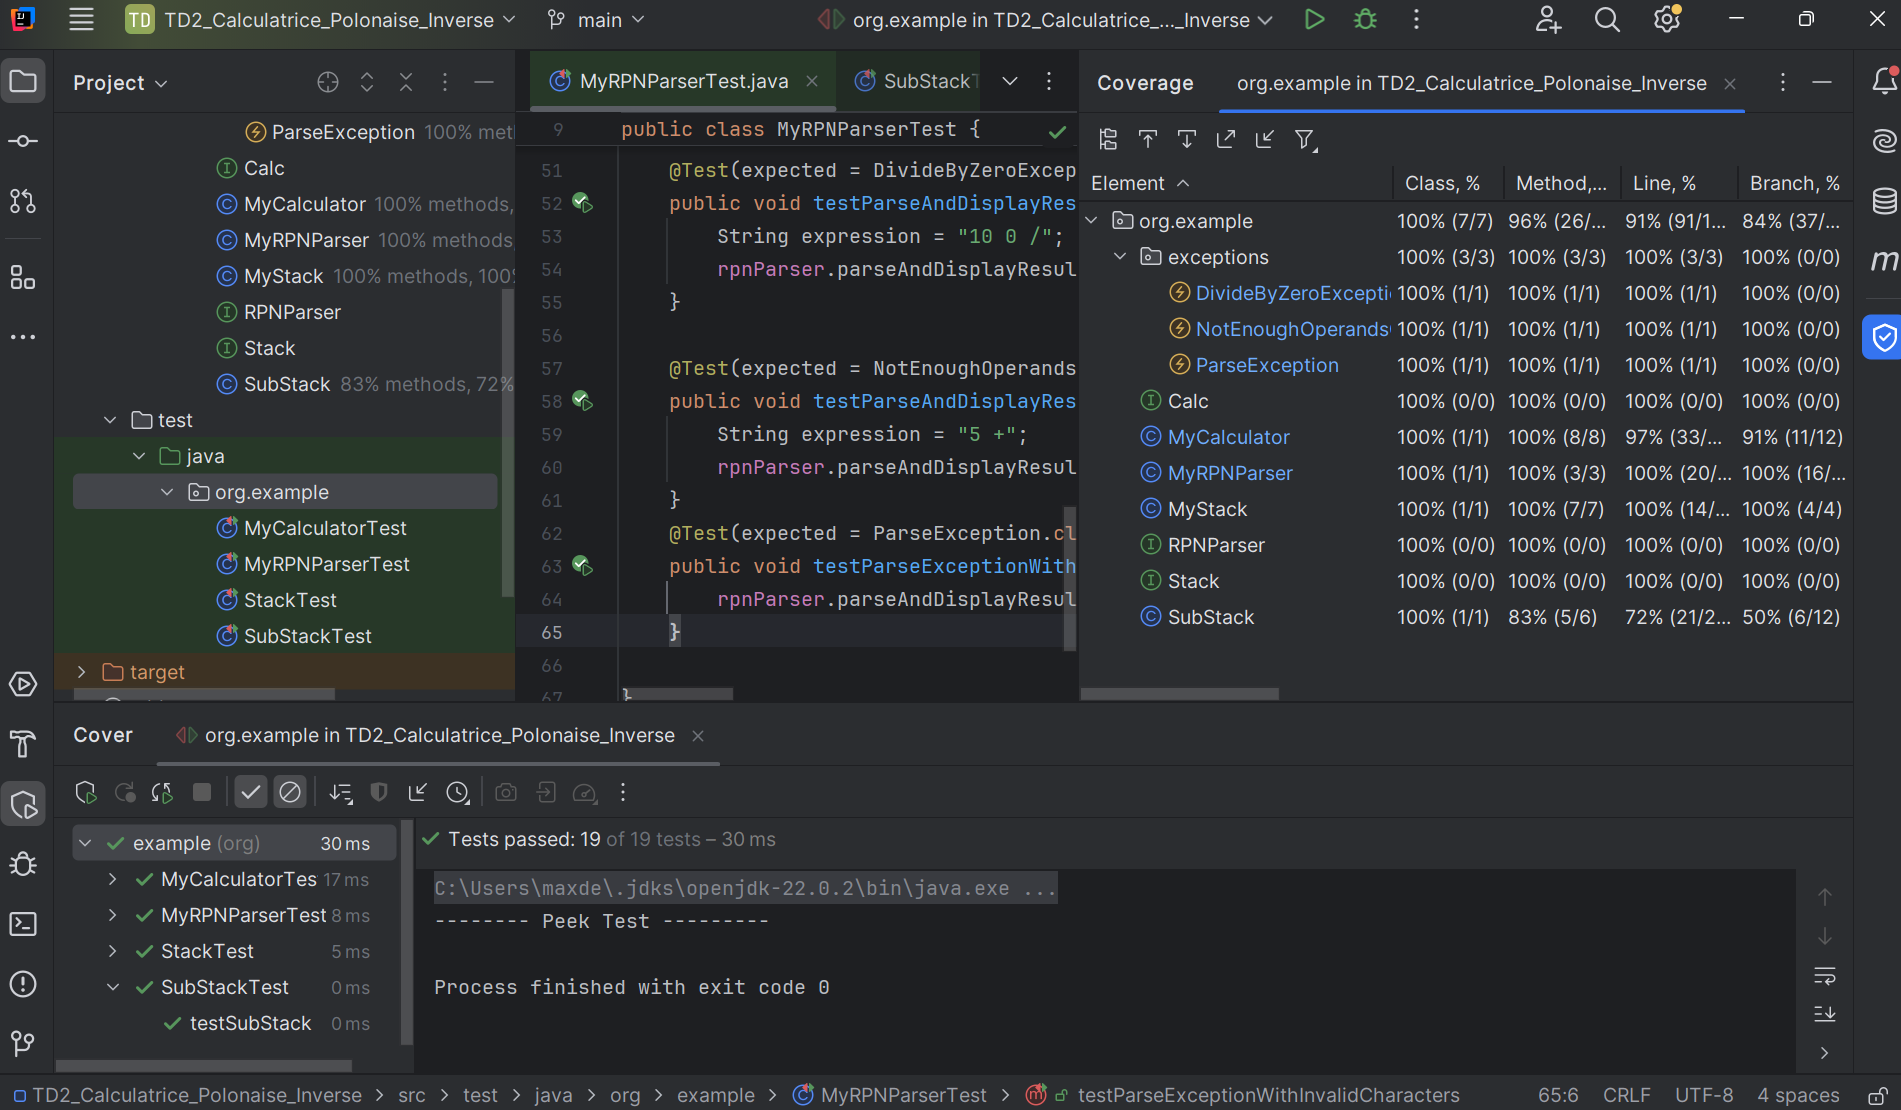 TD TD2_Calculatrice_Polonaise_Inverse main org.example in TD2_Calculatrice_..._Inverse
Project
ParseException 100% met
Calc
MyCalculator 100% methods,
MyRPNParser 100% methods
MyStack 100% methods, 100%
RPNParser
Stack
SubStack 83% methods, 72%
test
java
org.example
MyCalculatorTest
MyRPNParserTest
StackTest
SubStackTest
target
MyRPNParserTest.java SubStackT
9 public class MyRPNParserTest {
51 @Test(expected = DivideByZeroExcep
52 public void testParseAndDisplayRes
53 String expression = "10 0 /";
54 rpnParser.parseAndDisplayResul
55 }
56
57 @Test(expected = NotEnoughOperands
58 public void testParseAndDisplayRes
59 String expression = "5 +";
60 rpnParser.parseAndDisplayResul
61 }
62 @Test(expected = ParseException.cl
63 public void testParseExceptionWith
64 rpnParser.parseAndDisplayResul
65 }
66
67 }
Coverage org.example in TD2_Calculatrice_Polonaise_Inverse
Element Class, % Method,... Line, % Branch, %
org.example 100% (7/7) 96% (26/... 91% (91/1... 84% (37/...
exceptions 100% (3/3) 100% (3/3) 100% (3/3) 100% (0/0)
DivideByZeroExcepti 100% (1/1) 100% (1/1) 100% (1/1) 100% (0/0)
NotEnoughOperands 100% (1/1) 100% (1/1) 100% (1/1) 100% (0/0)
ParseException 100% (1/1) 100% (1/1) 100% (1/1) 100% (0/0)
Calc 100% (0/0) 100% (0/0) 100% (0/0) 100% (0/0)
MyCalculator 100% (1/1) 100% (8/8) 97% (33/... 91% (11/12)
MyRPNParser 100% (1/1) 100% (3/3) 100% (20/... 100% (16/...
MyStack 100% (1/1) 100% (7/7) 100% (14/... 100% (4/4)
RPNParser 100% (0/0) 100% (0/0) 100% (0/0) 100% (0/0)
Stack 100% (0/0) 100% (0/0) 100% (0/0) 100% (0/0)
SubStack 100% (1/1) 83% (5/6) 72% (21/2... 50% (6/12)
m
Cover org.example in TD2_Calculatrice_Polonaise_Inverse
example (org) 30 ms
MyCalculatorTes 17 ms
MyRPNParserTest 8 ms
StackTest 5 ms
SubStackTest 0 ms
testSubStack 0 ms
Tests passed: 19 of 19 tests – 30 ms
C:\Users\maxde\.jdks\openjdk-22.0.2\bin\java.exe ...
-------- Peek Test ---------
Process finished with exit code 0
TD2_Calculatrice_Polonaise_Inverse > src > test > java > org > example > MyRPNParserTest > testParseExceptionWithInvalidCharacters 65:6 CRLF UTF-8 4 spaces